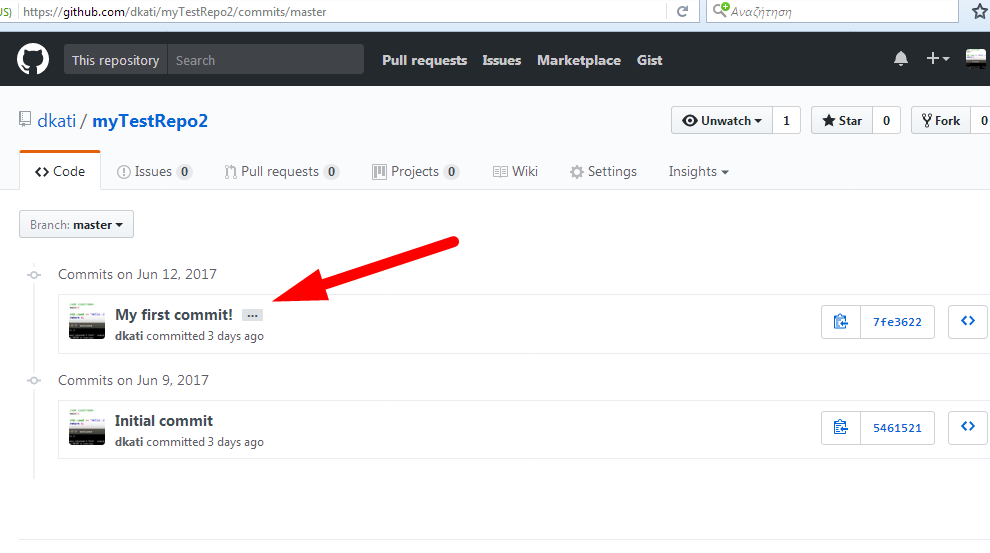 US) https://github.com/dkati/myTestRepo2/commits/master Αναζήτηση
This repository Search Pull requests Issues Marketplace Gist
dkati / myTestRepo2 Unwatch 1 Star 0 Fork 0
Code Issues 0 Pull requests 0 Projects 0 Wiki Settings Insights
Branch: master
Commits on Jun 12, 2017
My first commit! ...
7fe3622
dkati committed 3 days ago
Commits on Jun 9, 2017
Initial commit
5461521
dkati committed 3 days ago